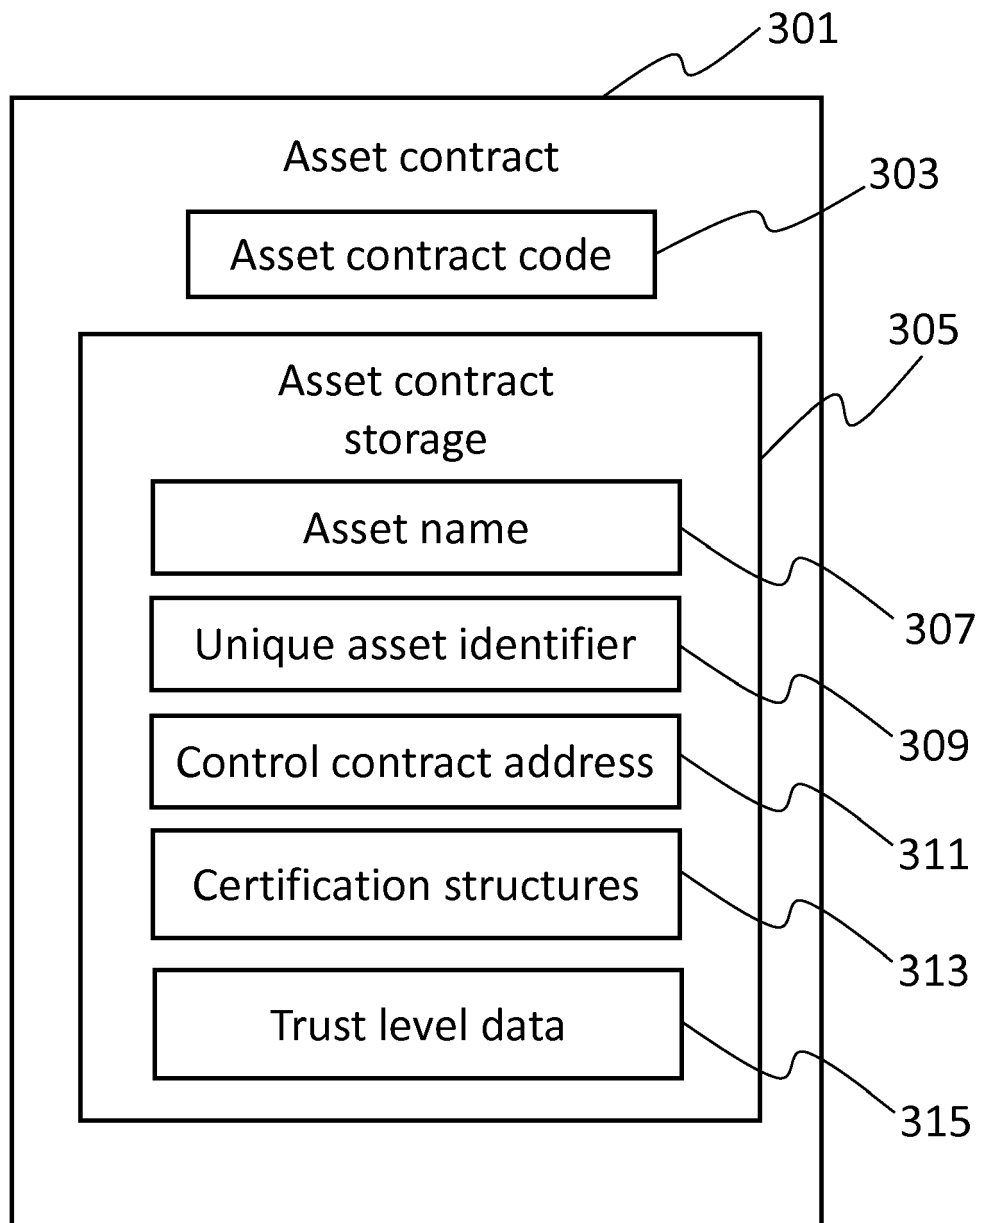 301
Asset contract
303
Asset contract code
305
Asset contract
storage
Asset name
307
Unique asset identifier
309
Control contract address
311
Certification structures
313
Trust level data
315